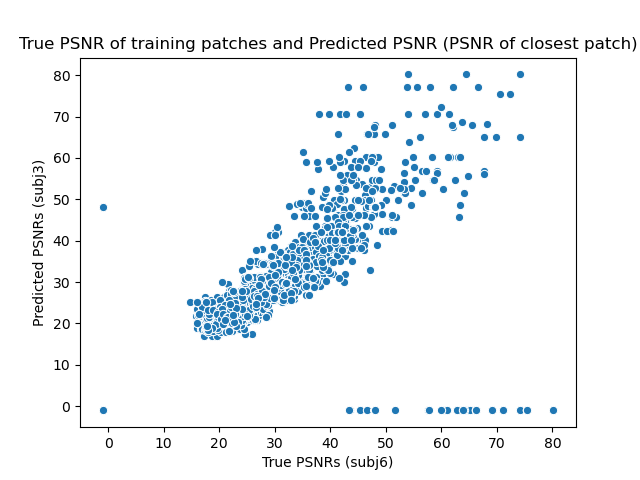 True PSNR of training patches and Predicted PSNR (PSNR of closest patch)
80
70
60
50
40
30
20
10
0
Predicted PSNRs (subj3)
0 10 20 30 40 50 60 70 80
True PSNRs (subj6)